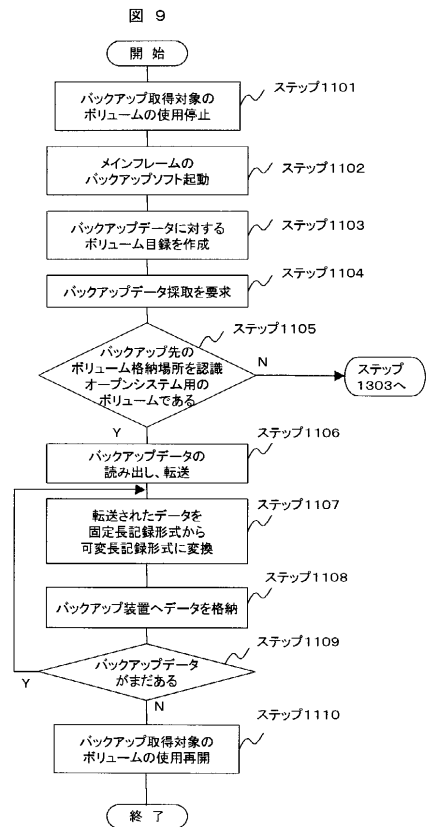 図 9
開 始
バックアップ取得対象の
ボリュームの使用停止
ステップ1101
メインフレームの
バックアップソフト起動
ステップ1102
バックアップデータに対する
ボリューム目録を作成
ステップ1103
バックアップデータ採取を要求
ステップ1104
バックアップ先の
ボリューム格納場所を認識
オープンシステム用の
ボリュームである
ステップ1105
N
ステップ
1303へ
Y
バックアップデータの
読み出し、転送
ステップ1106
転送されたデータを
固定長記録形式から
可変長記録形式に変換
ステップ1107
バックアップ装置へデータを格納
ステップ1108
バックアップデータ
がまだある
ステップ1109
Y
N
バックアップ取得対象の
ボリュームの使用再開
ステップ1110
終 了